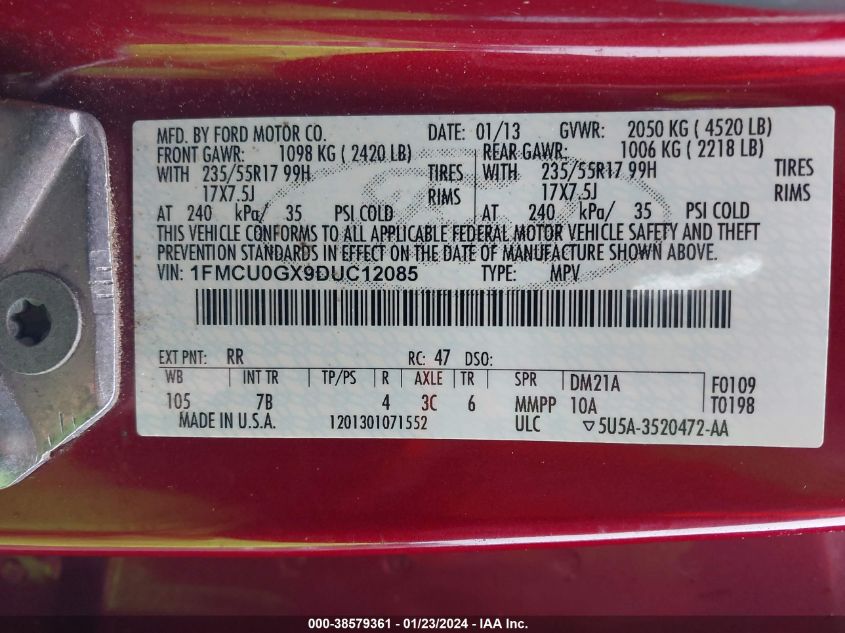 MFD. BY FORD MOTOR CO. DATE: 01/13 GVWR: 2050 KG ( 4520 LB)
FRONT GAWR: 1098 KG ( 2420 LB) REAR GAWR: 1006 KG ( 2218 LB)
WITH 235/55R17 99H TIRES WITH 235/55R17 99H TIRES
17X7.5J RIMS 17X7.5J RIMS
AT 240 kPa/ 35 PSI COLD AT 240 kPa/ 35 PSI COLD
THIS VEHICLE CONFORMS TO ALL APPLICABLE FEDERAL MOTOR VEHICLE SAFETY AND THEFT
PREVENTION STANDARDS IN EFFECT ON THE DATE OF MANUFACTURE SHOWN ABOVE.
VIN: 1FMCU0GX9DUC12085 TYPE: MPV
EXT PNT: RR RC: 47 DSO:
WB INT TR TP/PS R AXLE TR SPR DM21A F0109
105 7B 4 3C 6 MMPP 10A T0198
MADE IN U.S.A. 1201301071552 ULC ▽5U5A-3520472-AA
000-38579361 - 01/23/2024 - IAA Inc.